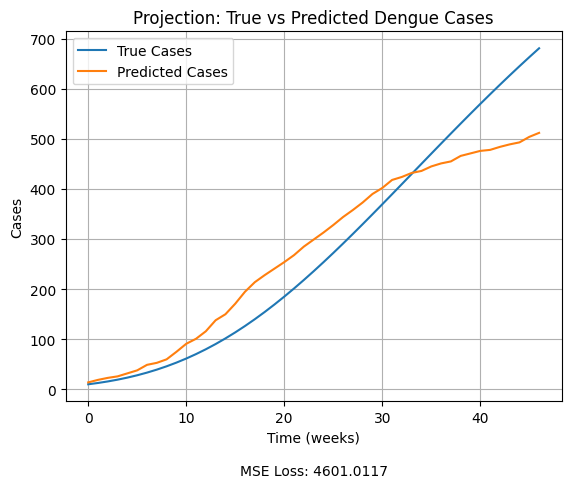 Projection: True vs Predicted Dengue Cases
True Cases
Predicted Cases
700
600
500
400
300
200
100
0
Cases
0 10 20 30 40
Time (weeks)
MSE Loss: 4601.0117